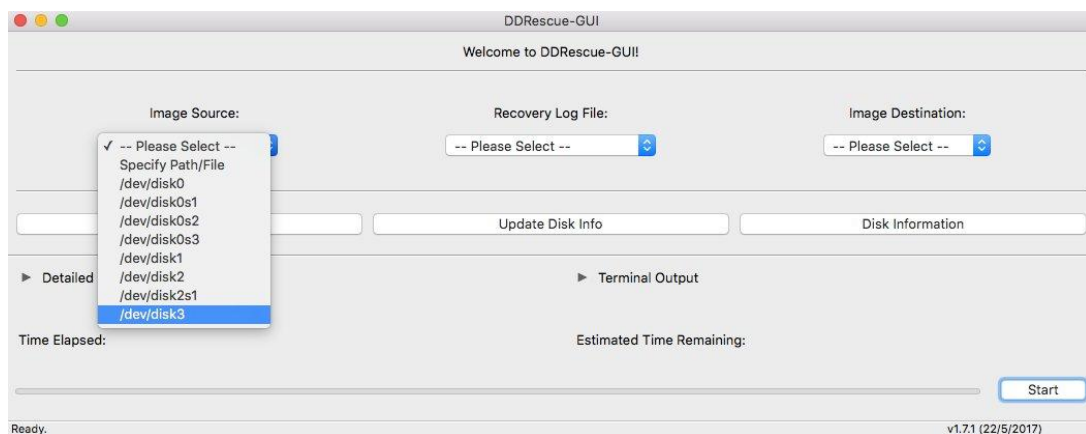 DDRescue-GUI
Welcome to DDRescue-GUI!
Image Source:
Recovery Log File:
Image Destination:
✓ -- Please Select --
Specify Path/File
/dev/disk0
/dev/disk0s1
/dev/disk0s2
/dev/disk0s3
/dev/disk1
/dev/disk2
/dev/disk2s1
/dev/disk3
-- Please Select --
-- Please Select --
Update Disk Info
Disk Information
Detailed
Terminal Output
Time Elapsed:
Estimated Time Remaining:
Start
Ready.
v1.7.1 (22/5/2017)